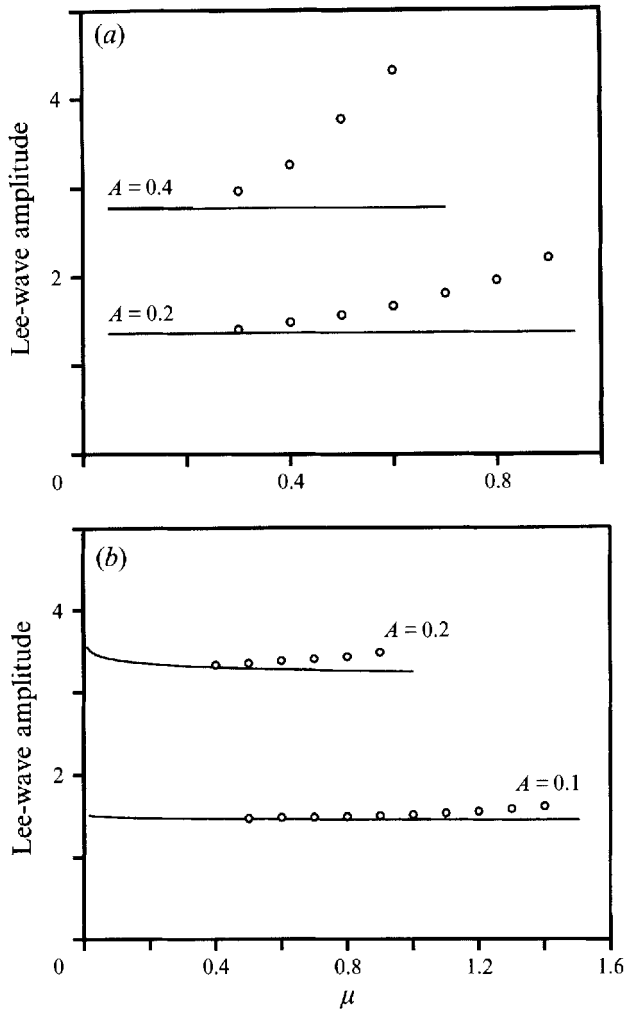 (a)
4
A = 0.4
2
A = 0.2
0
0.4
0.8
Lee-wave amplitude
(b)
4
A = 0.2
2
A = 0.1
0
0.4
0.8
1.2
1.6
Lee-wave amplitude
μ